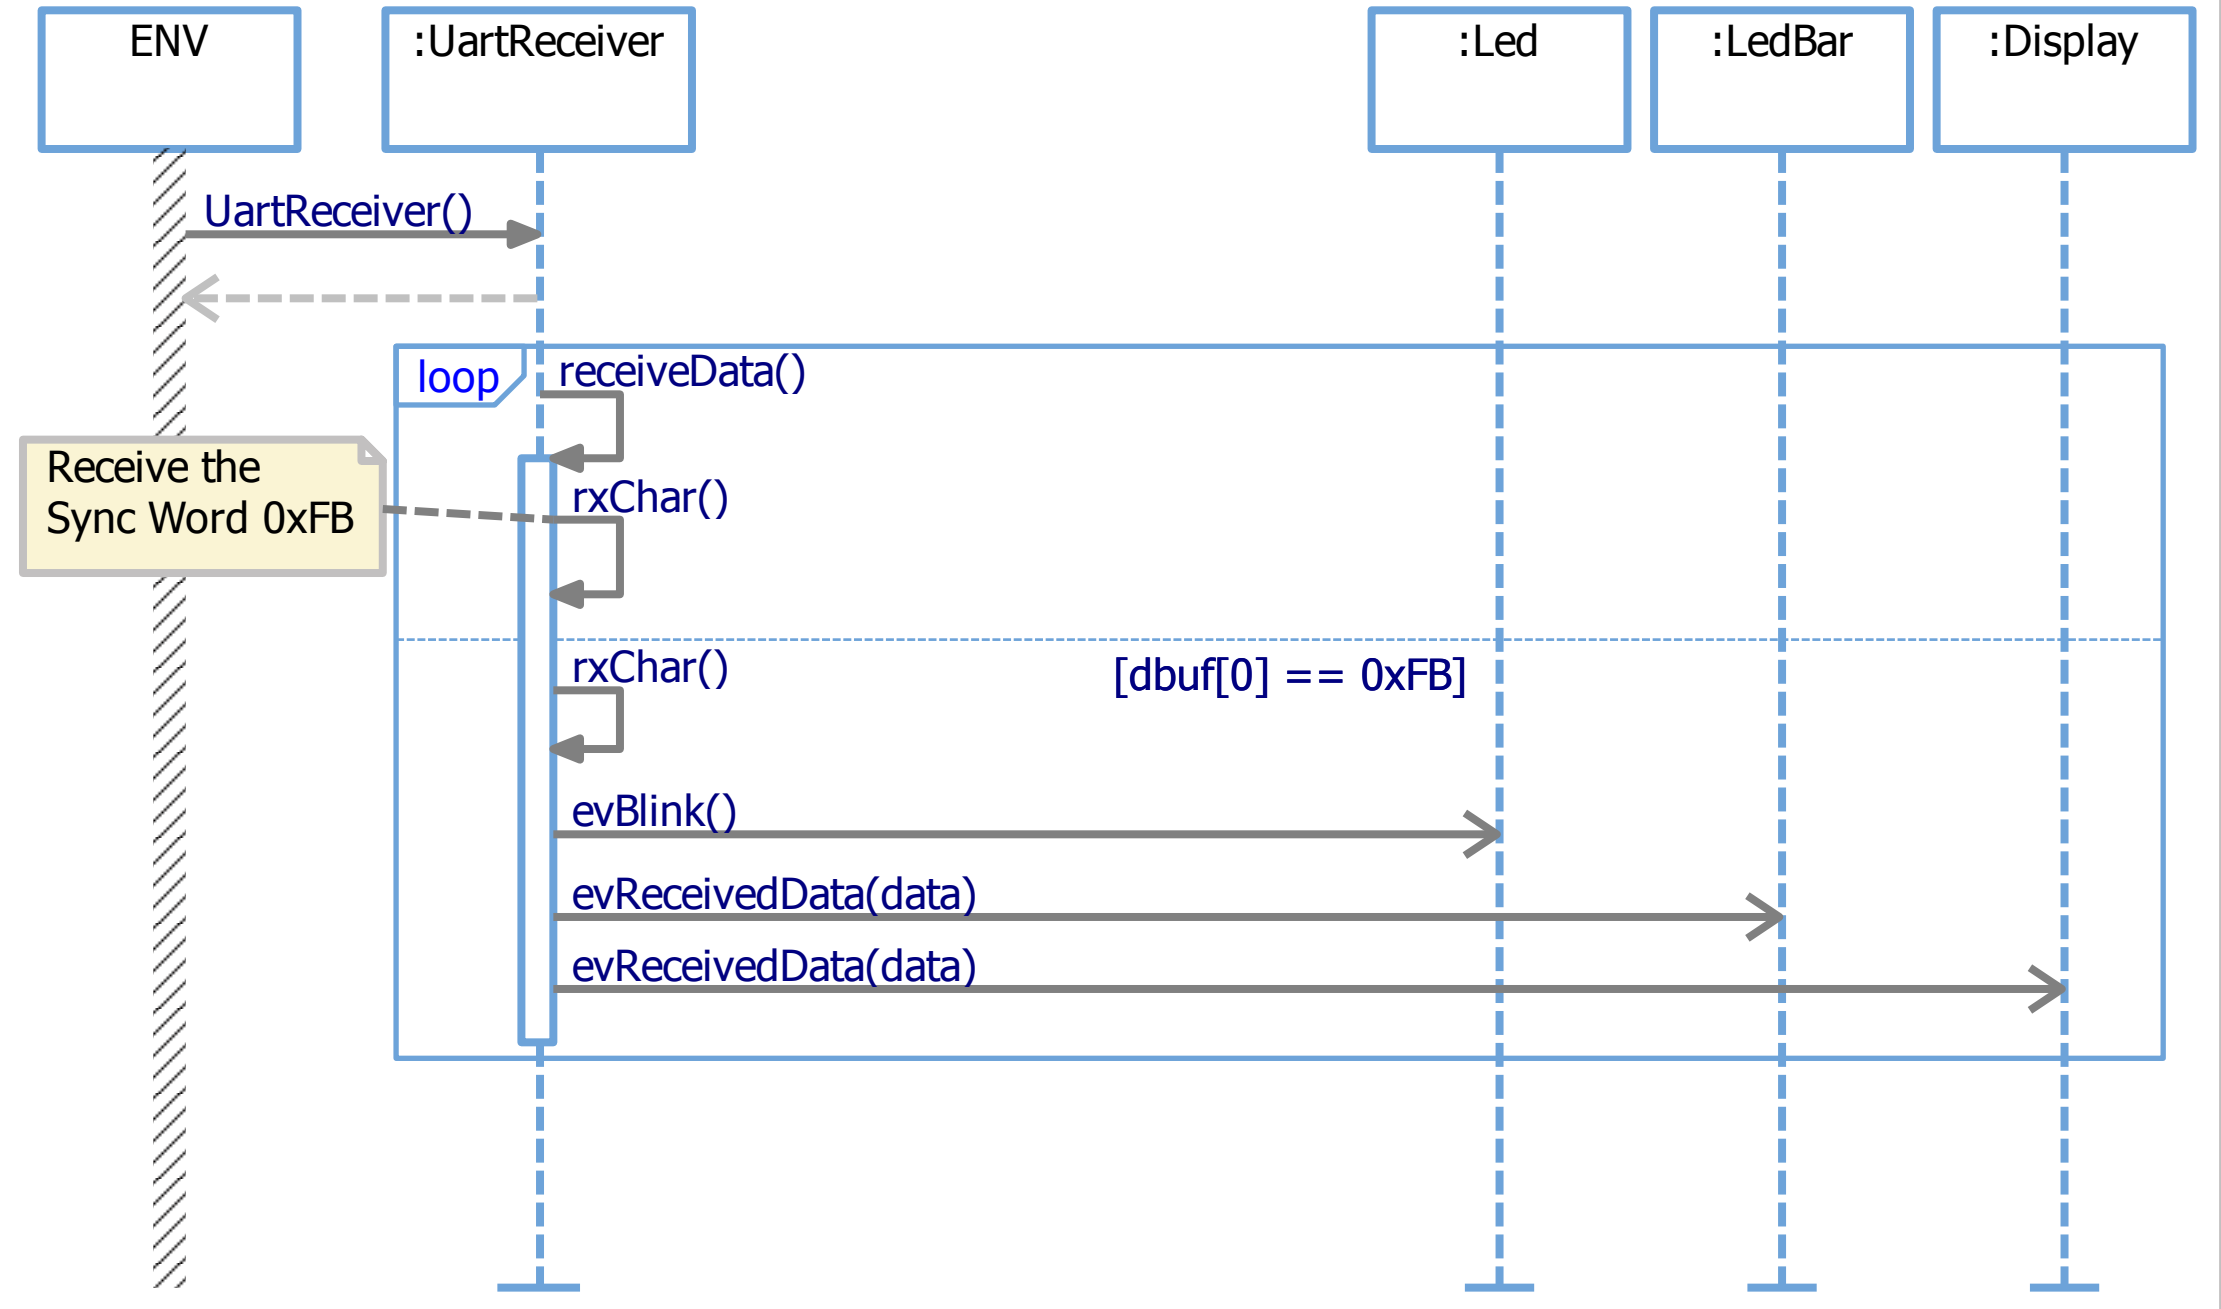 ENV
:UartReceiver
:Led
:LedBar
:Display
UartReceiver()
loop
receiveData()
Receive the
Sync Word 0xFB
rxChar()
rxChar()
[dbuf[0] == 0xFB]
evBlink()
evReceivedData(data)
evReceivedData(data)